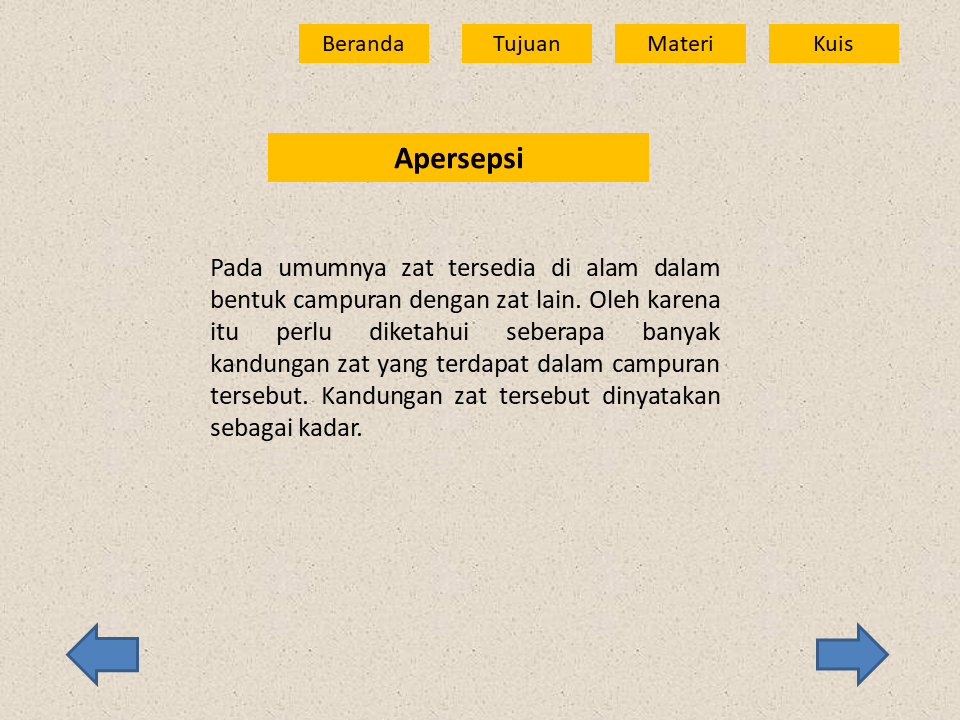 Beranda
Tujuan
Materi
Kuis
Apersepsi
Pada umumnya zat tersedia di alam dalam
bentuk campuran dengan zat lain. Oleh karena
itu perlu diketahui seberapa banyak
kandungan zat yang terdapat dalam campuran
tersebut. Kandungan zat tersebut dinyatakan
sebagai kadar.